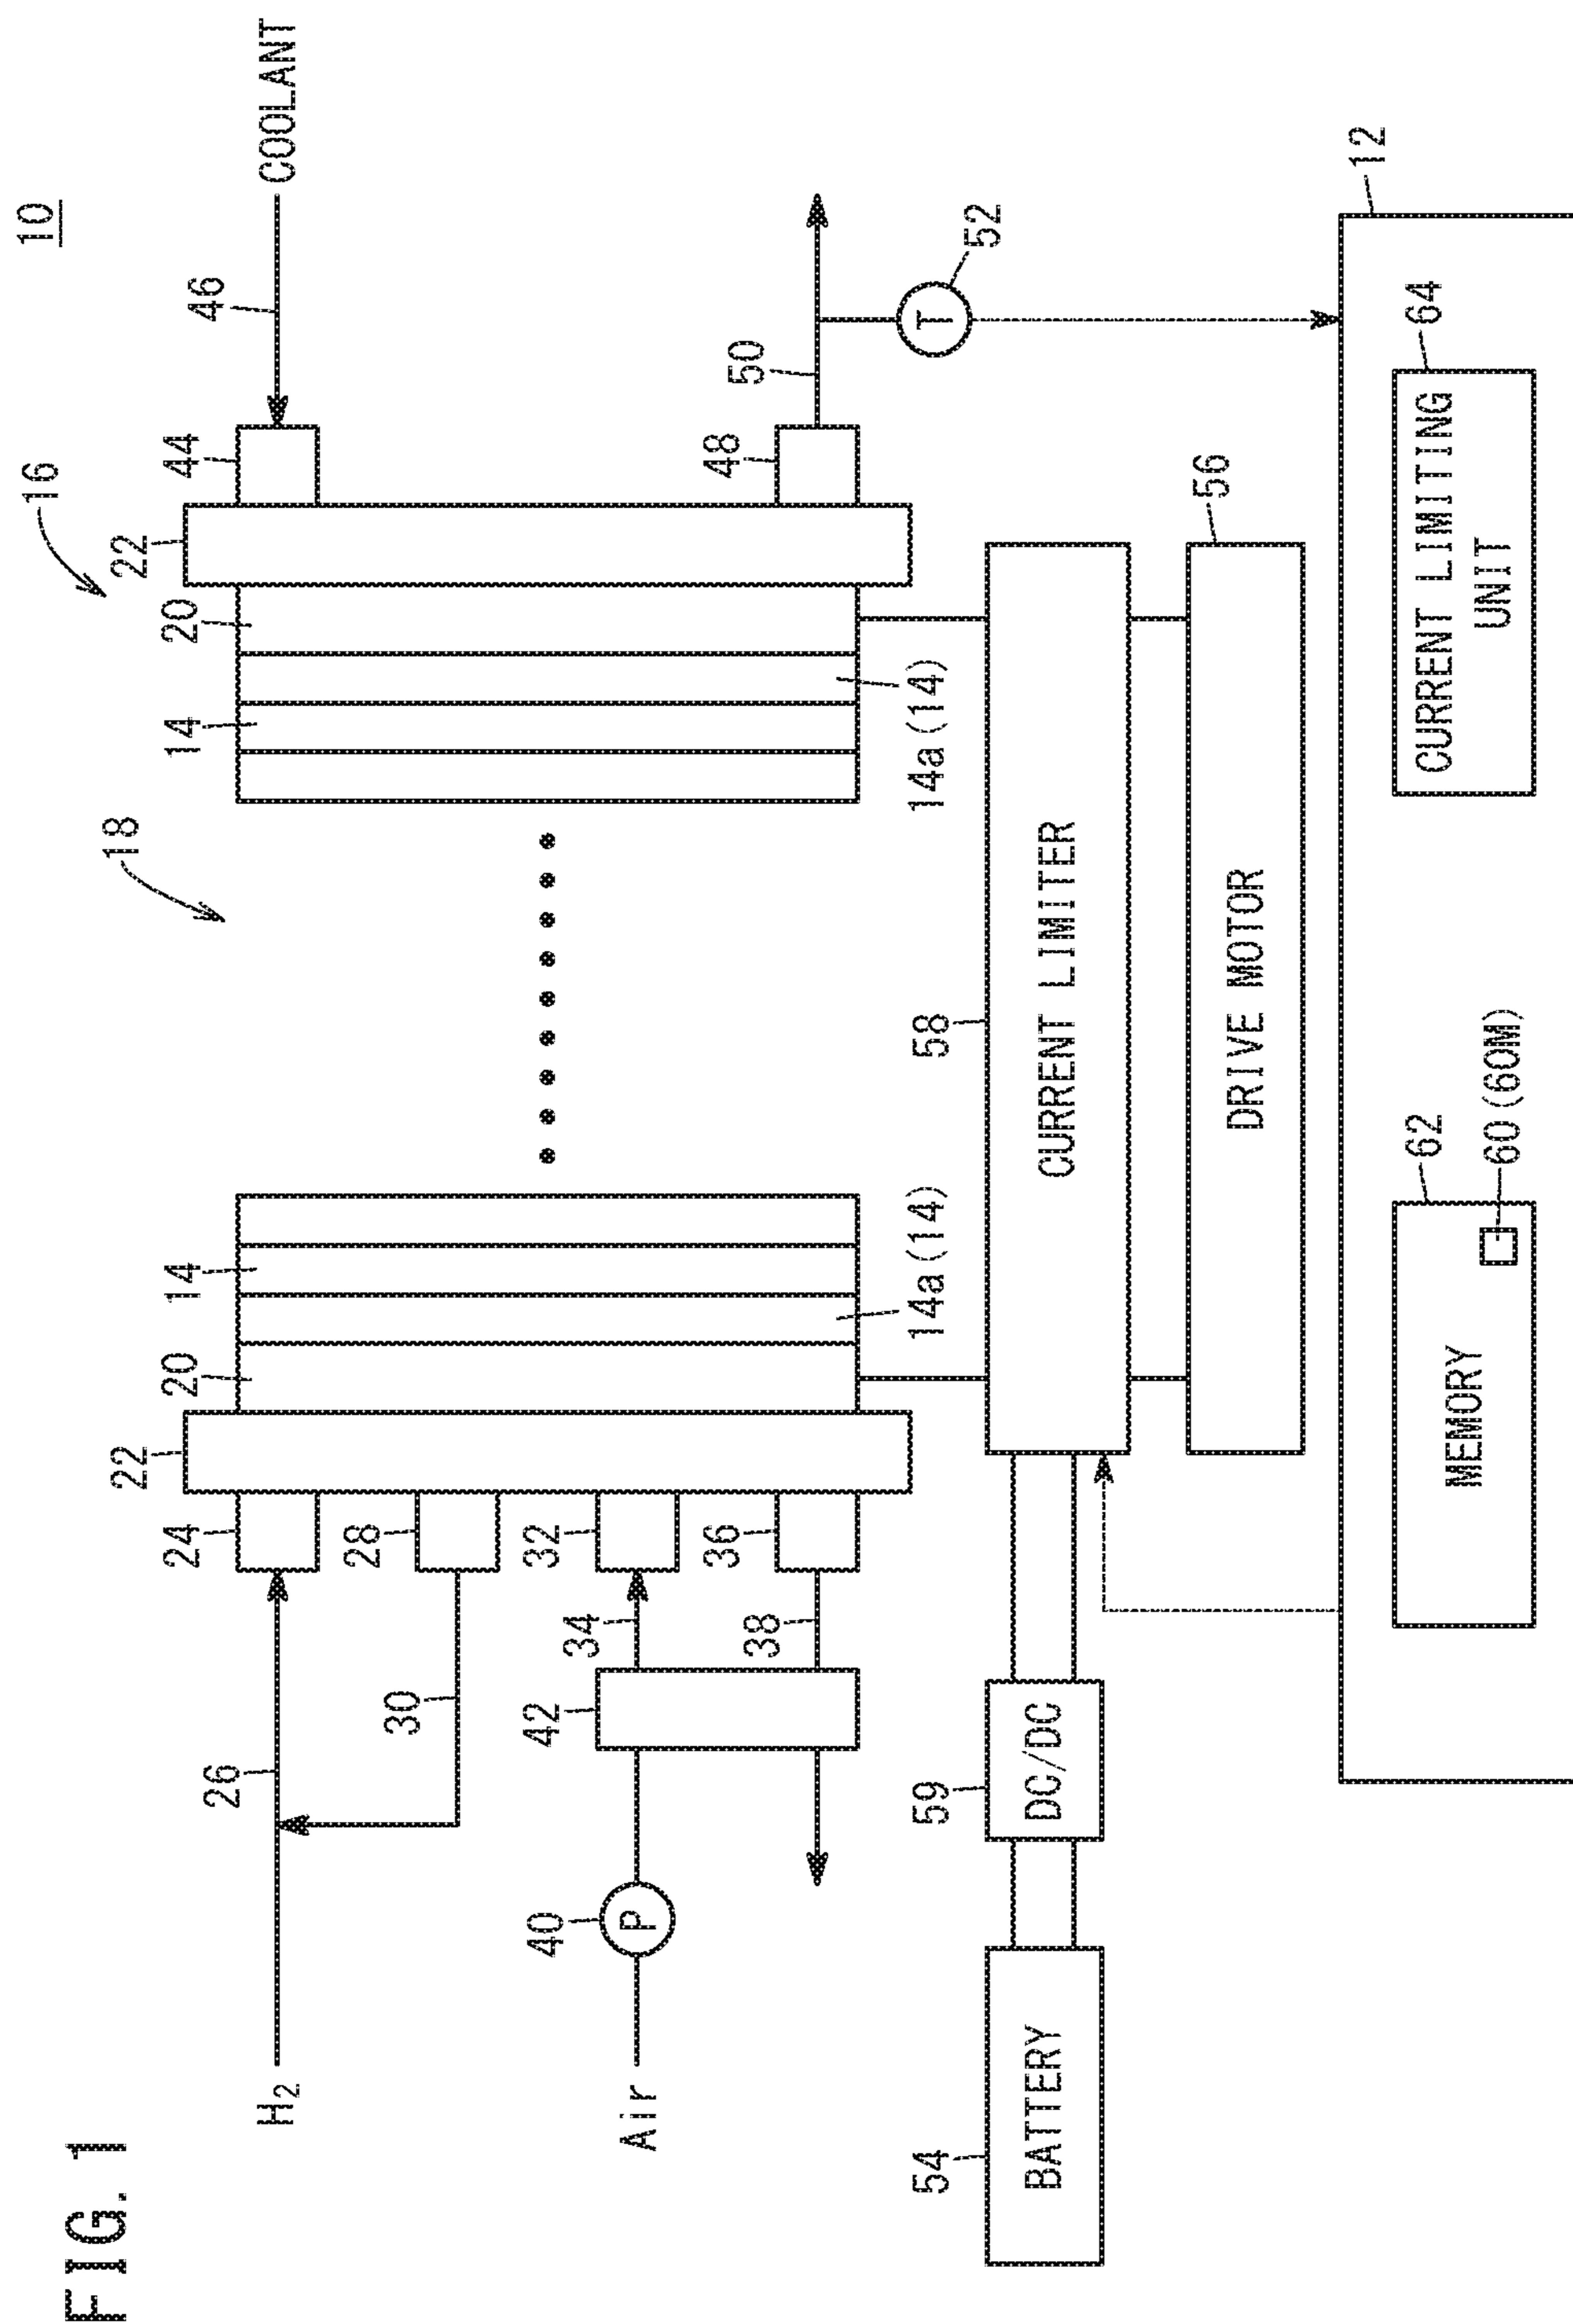 FIG. 1
10
16
18
COOLANT
46
44
22
20
14
14
20
22
24
26
H₂
28
30
32
34
36
38
40
P
42
Air
48
50
52
T
14a(14)
14a(14)
58
CURRENT LIMITER
56
DRIVE MOTOR
59
DC/DC
54
BATTERY
12
62
MEMORY
60(60M)
64
CURRENT LIMITING
UNIT